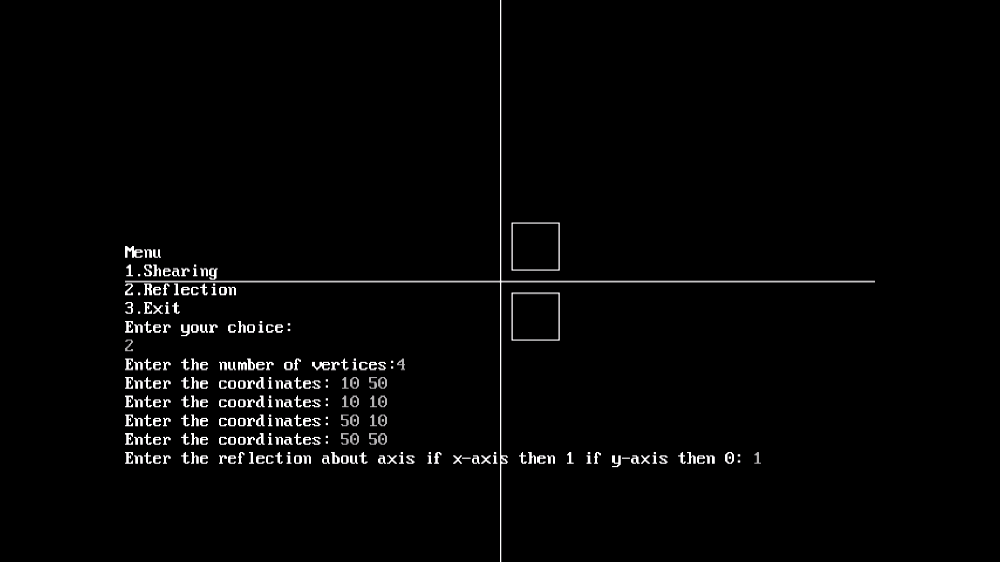 Menu
1.Shearing
2.Reflection
3.Exit
Enter your choice:
2
Enter the number of vertices:4
Enter the coordinates: 10 50
Enter the coordinates: 10 10
Enter the coordinates: 50 10
Enter the coordinates: 50 50
Enter the reflection about axis if x-axis then 1 if y-axis then 0: 1